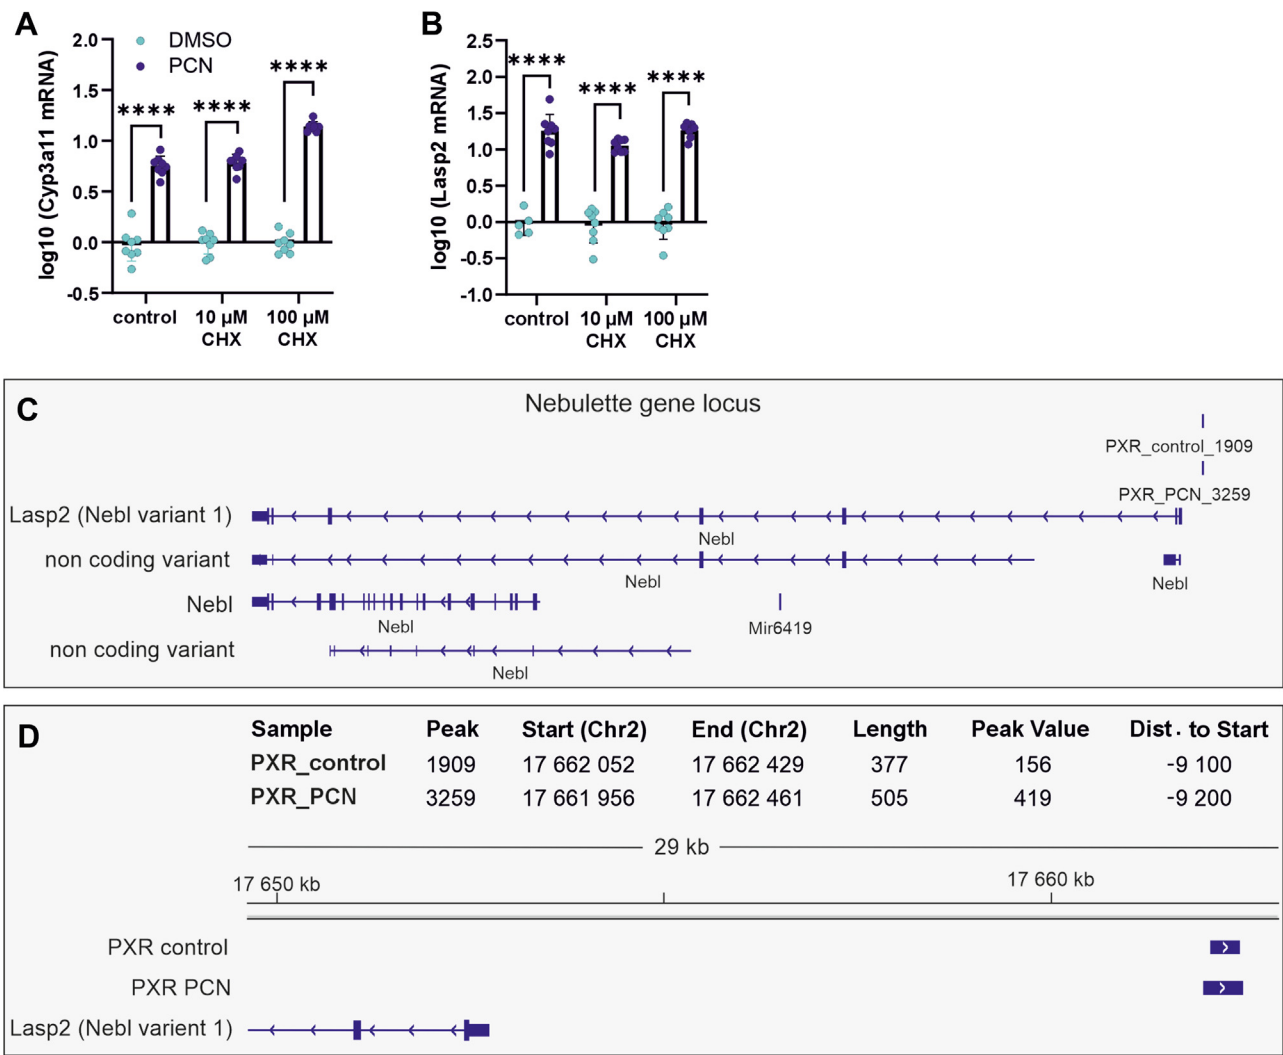 A
DMSO
PCN
log10 (Cyp3a11 mRNA)
2.0
1.5
1.0
0.5
0.0
-0.5
****
****
****
control
10 µM
CHX
100 µM
CHX
B
log10 (Lasp2 mRNA)
2.5
2.0
1.5
1.0
0.5
0.0
-0.5
-1.0
****
****
****
control
10 µM
CHX
100 µM
CHX
C
Nebulette gene locus
PXR_control_1909
PXR_PCN_3259
Lasp2 (Nebl variant 1)
Nebl
non coding variant
Nebl
Nebl
Nebl
Nebl
Mir6419
non coding variant
Nebl
D
Sample Peak Start (Chr2) End (Chr2) Length Peak Value Dist. to Start
PXR_control 1909 17 662 052 17 662 429 377 156 -9 100
PXR_PCN 3259 17 661 956 17 662 461 505 419 -9 200
29 kb
17 650 kb 17 660 kb
PXR control
PXR PCN
Lasp2 (Nebl varient 1)